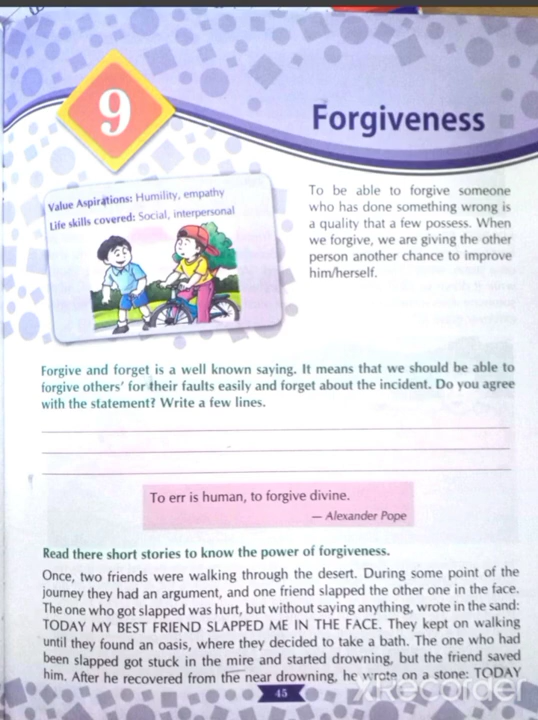 9
Forgiveness
Value Aspirations: Humility, empathy
Life skills covered: Social, interpersonal
To be able to forgive someone
who has done something wrong is
a quality that a few possess. When
we forgive, we are giving the other
person another chance to improve
him/herself.
Forgive and forget is a well known saying. It means that we should be able to
forgive others' for their faults easily and forget about the incident. Do you agree
with the statement? Write a few lines.
To err is human, to forgive divine.
— Alexander Pope
Read there short stories to know the power of forgiveness.
Once, two friends were walking through the desert. During some point of the
journey they had an argument, and one friend slapped the other one in the face.
The one who got slapped was hurt, but without saying anything, wrote in the sand:
TODAY MY BEST FRIEND SLAPPED ME IN THE FACE. They kept on walking
until they found an oasis, where they decided to take a bath. The one who had
been slapped got stuck in the mire and started drowning, but the friend saved
him. After he recovered from the near drowning, he wrote on a stone: TODAY
45
XRecorder